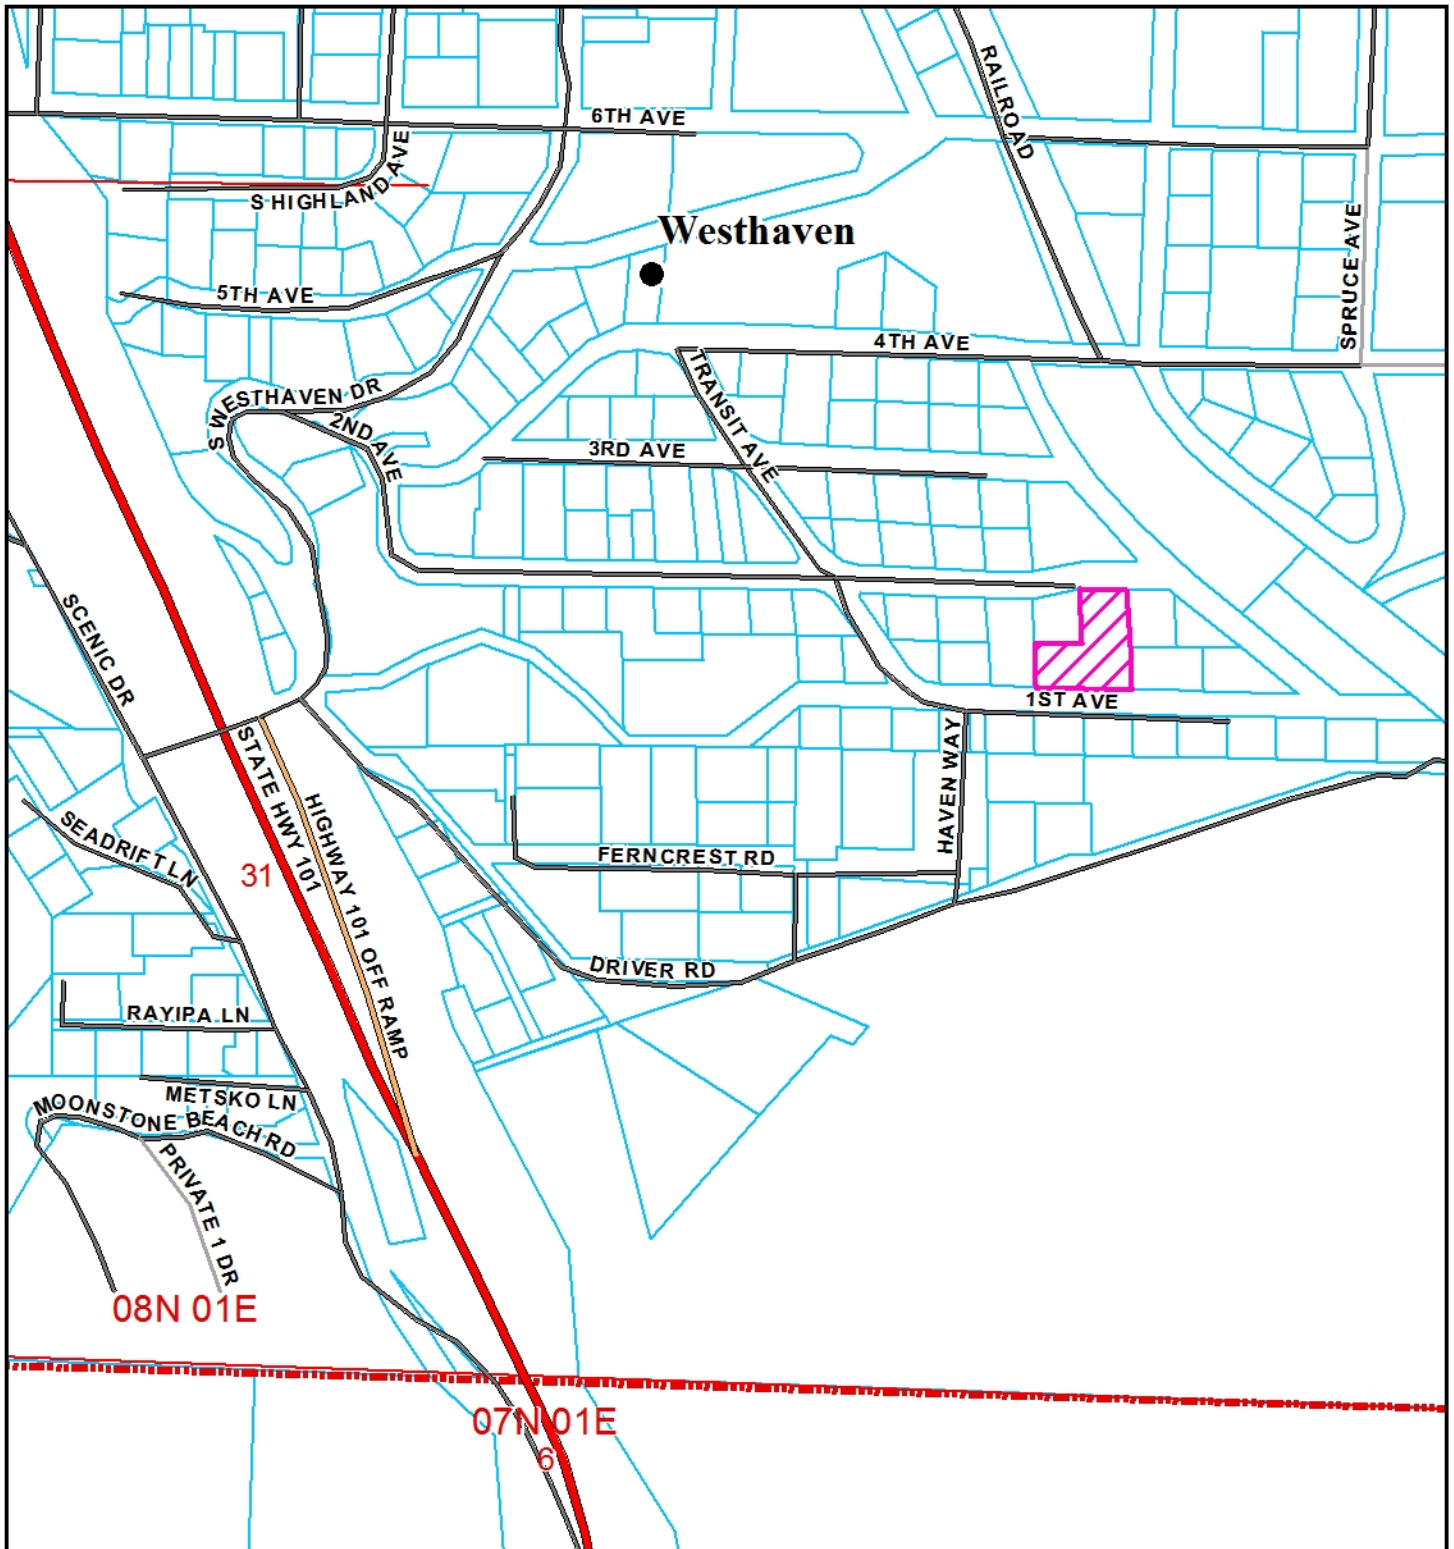 RAILROAD
6TH AVE
S HIGHLAND AVE
SPRUCE AVE
Westhaven
5TH AVE
4TH AVE
TRANSIT AVE
S WESTHAVEN DR
2ND AVE
3RD AVE
SCENIC DR
1ST AVE
HAVEN WAY
STATE HWY 101
HIGHWAY 101 OFF RAMP
SEADRIFT LN
31
FERNCREST RD
DRIVER RD
RAYIPA LN
METSKO LN
MOONSTONE BEACH RD
PRIVATE 1 DR
08N 01E
07N 01E
6